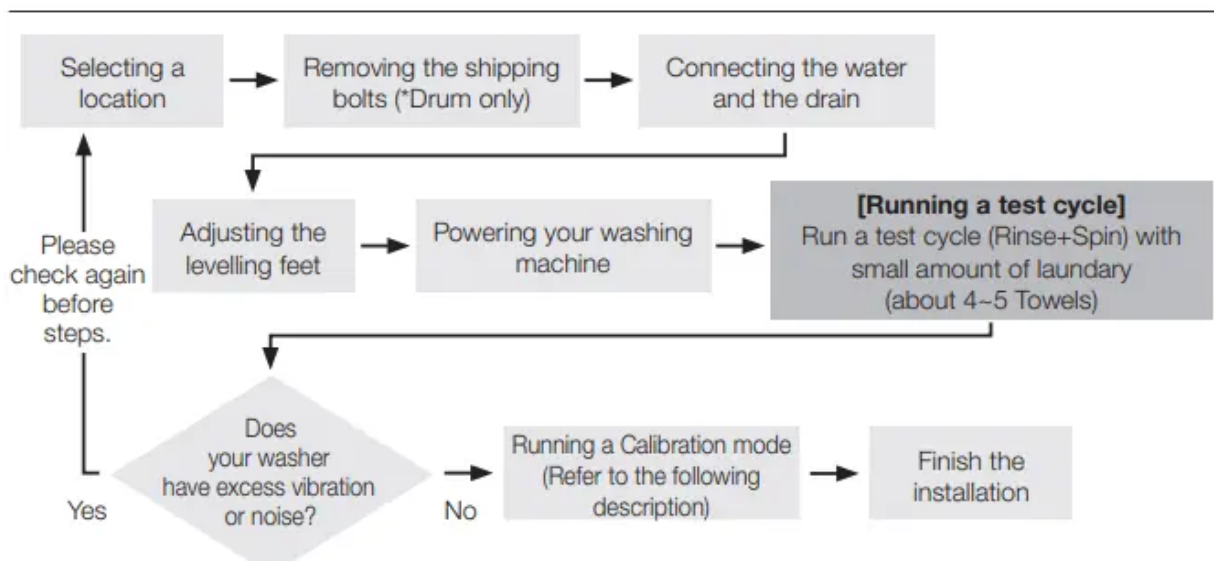 Selecting a
location
Removing the shipping
bolts (*Drum only)
Connecting the water
and the drain
Adjusting the
levelling feet
Powering your washing
machine
[Running a test cycle]
Run a test cycle (Rinse+Spin) with
small amount of laundary
(about 4~5 Towels)
Please
check again
before
steps.
Does
your washer
have excess vibration
or noise?
Yes
No
Running a Calibration mode
(Refer to the following
description)
Finish the
installation